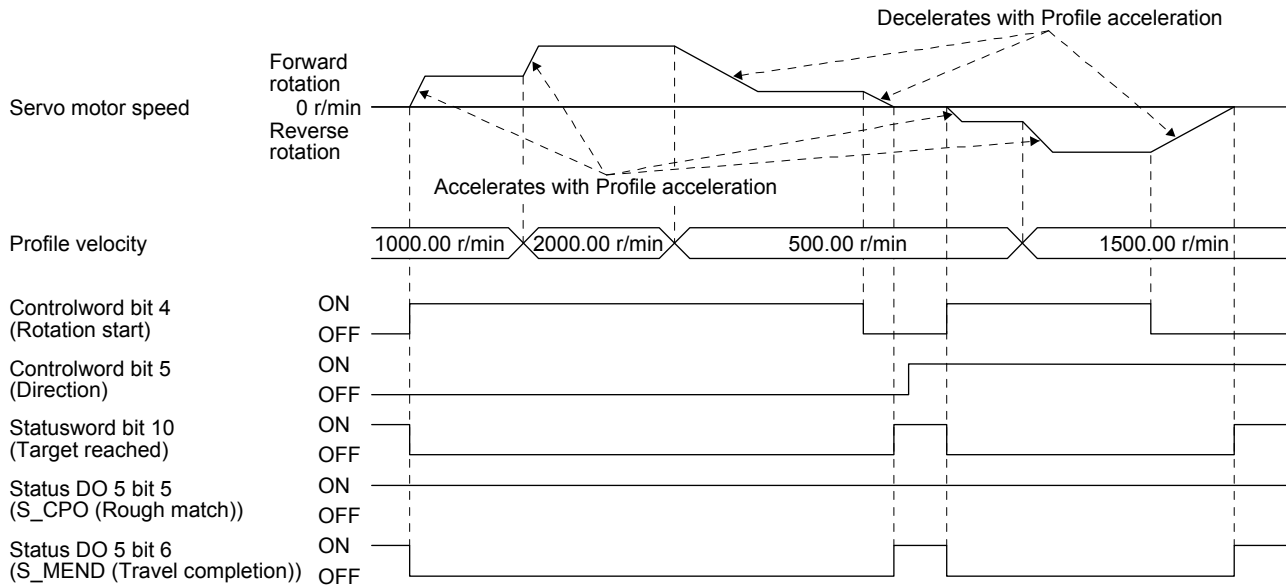 Decelerates with Profile acceleration
Forward
rotation
Servo motor speed
0 r/min
Reverse
rotation
Accelerates with Profile acceleration
Profile velocity
1000.00 r/min
2000.00 r/min
500.00 r/min
1500.00 r/min
Controlword bit 4
(Rotation start)
ON
OFF
Controlword bit 5
(Direction)
ON
OFF
Statusword bit 10
(Target reached)
ON
OFF
Status DO 5 bit 5
(S_CPO (Rough match))
ON
OFF
Status DO 5 bit 6
(S_MEND (Travel completion))
ON
OFF